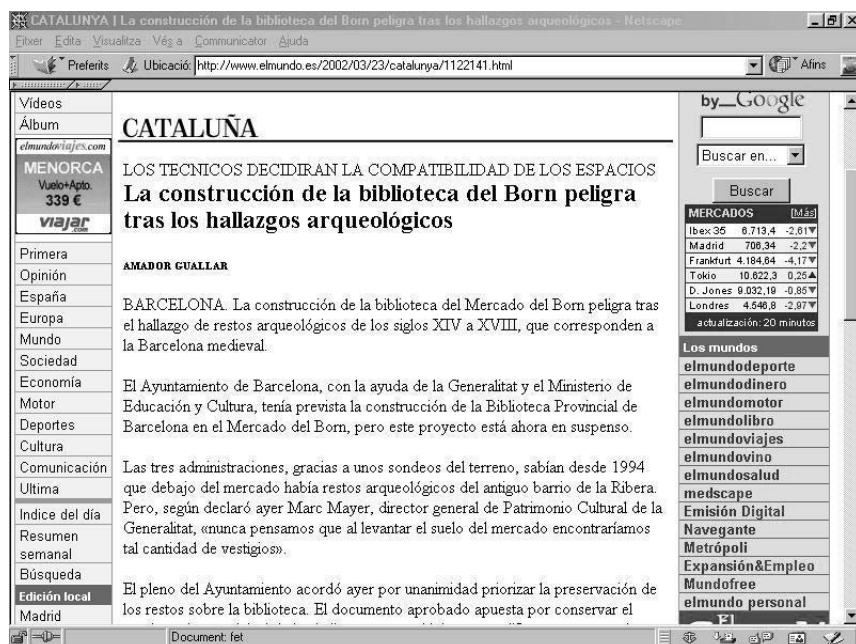 CATALUNYA | La construcción de la biblioteca del Born peligra tras los hallazgos arqueológicos - Netscape
Fitxer Edita Visualitza Vés a Communicator Ajuda
Preferits Ubicació: http://www.elmundo.es/2002/03/23/catalunya/1122141.html Afins
Vídeos
Álbum
elmundoviajes.com
MENORCA
Vuelo+Apto.
339 €
viajar
.com
Primera
Opinión
España
Europa
Mundo
Sociedad
Economía
Motor
Deportes
Cultura
Comunicación
Ultima
Indice del día
Resumen
semanal
Búsqueda
Edición local
Madrid
CATALUÑA
LOS TECNICOS DECIDIRAN LA COMPATIBILIDAD DE LOS ESPACIOS
La construcción de la biblioteca del Born peligra
tras los hallazgos arqueológicos
AMADOR GUALLAR
BARCELONA. La construcción de la biblioteca del Mercado del Born peligra tras
el hallazgo de restos arqueológicos de los siglos XIV a XVIII, que corresponden a
la Barcelona medieval.
El Ayuntamiento de Barcelona, con la ayuda de la Generalitat y el Ministerio de
Educación y Cultura, tenía prevista la construcción de la Biblioteca Provincial de
Barcelona en el Mercado del Born, pero este proyecto está ahora en suspenso.
Las tres administraciones, gracias a unos sondeos del terreno, sabían desde 1994
que debajo del mercado había restos arqueológicos del antiguo barrio de la Ribera.
Pero, según declaró ayer Marc Mayer, director general de Patrimonio Cultural de la
Generalitat, «nunca pensamos que al levantar el suelo del mercado encontraríamos
tal cantidad de vestigios».
El pleno del Ayuntamiento acordó ayer por unanimidad priorizar la preservación de
los restos sobre la biblioteca. El documento aprobado apuesta por conservar el
by Google
Buscar en...
Buscar
MERCADOS [Más]
Ibex 35 6.713,4 -2,61▼
Madrid 706,34 -2,2▼
Frankfurt 4.184,64 -4,17▼
Tokio 10.622,3 0,25▲
D. Jones 9.032,19 -0,85▼
Londres 4.546,8 -2,97▼
actualización: 20 minutos
Los mundos
elmundodeporte
elmundodinero
elmundomotor
elmundolibro
elmundoviajes
elmundovino
elmundosalud
medscape
Emisión Digital
Navegante
Metrópoli
Expansión&Empleo
Mundofree
elmundo personal
El
Document: fet